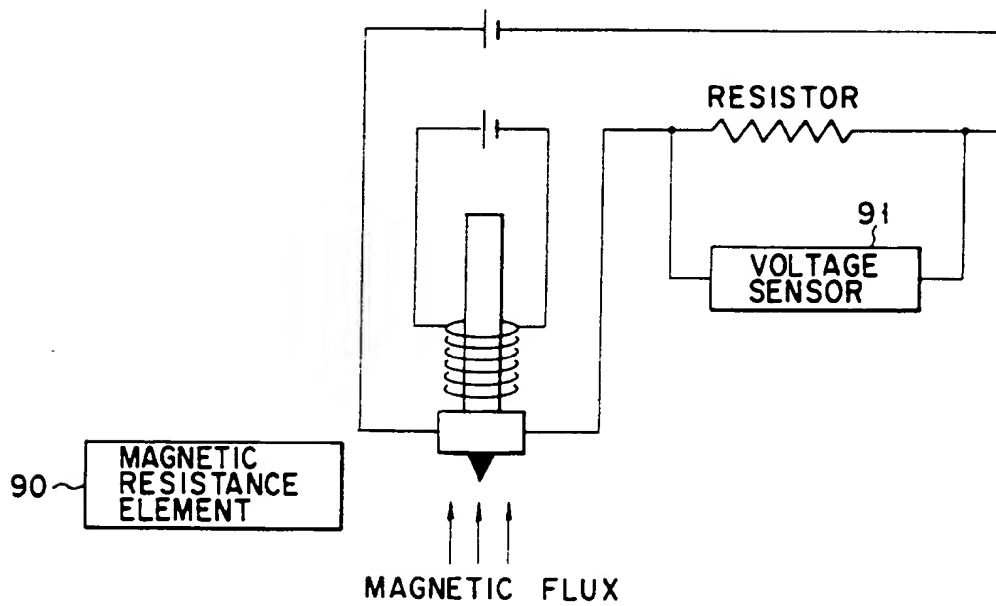 RESISTOR
91
VOLTAGE
SENSOR
90
MAGNETIC
RESISTANCE
ELEMENT
MAGNETIC FLUX